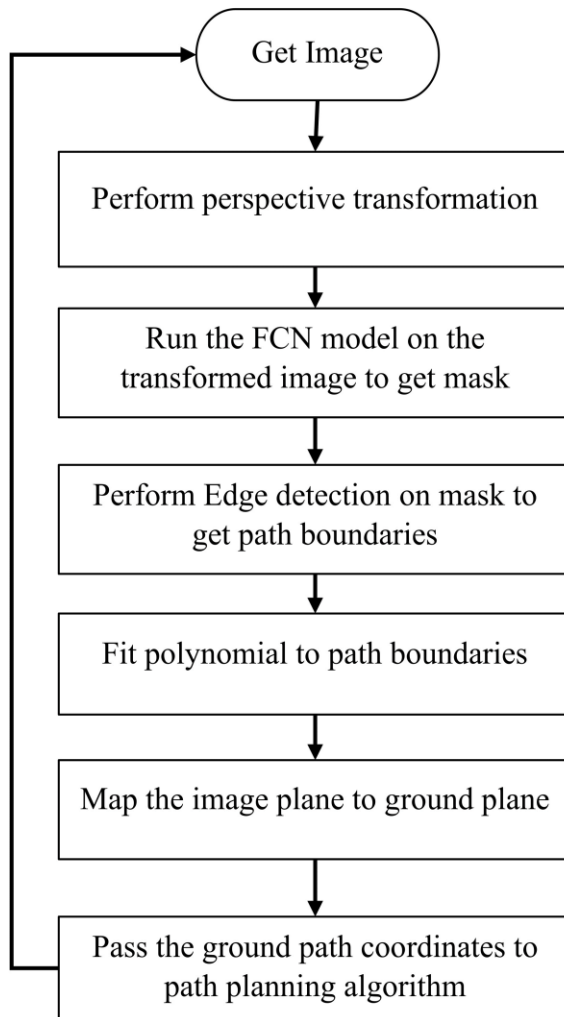 Get Image
Perform perspective transformation
Run the FCN model on the
transformed image to get mask
Perform Edge detection on mask to
get path boundaries
Fit polynomial to path boundaries
Map the image plane to ground plane
Pass the ground path coordinates to
path planning algorithm